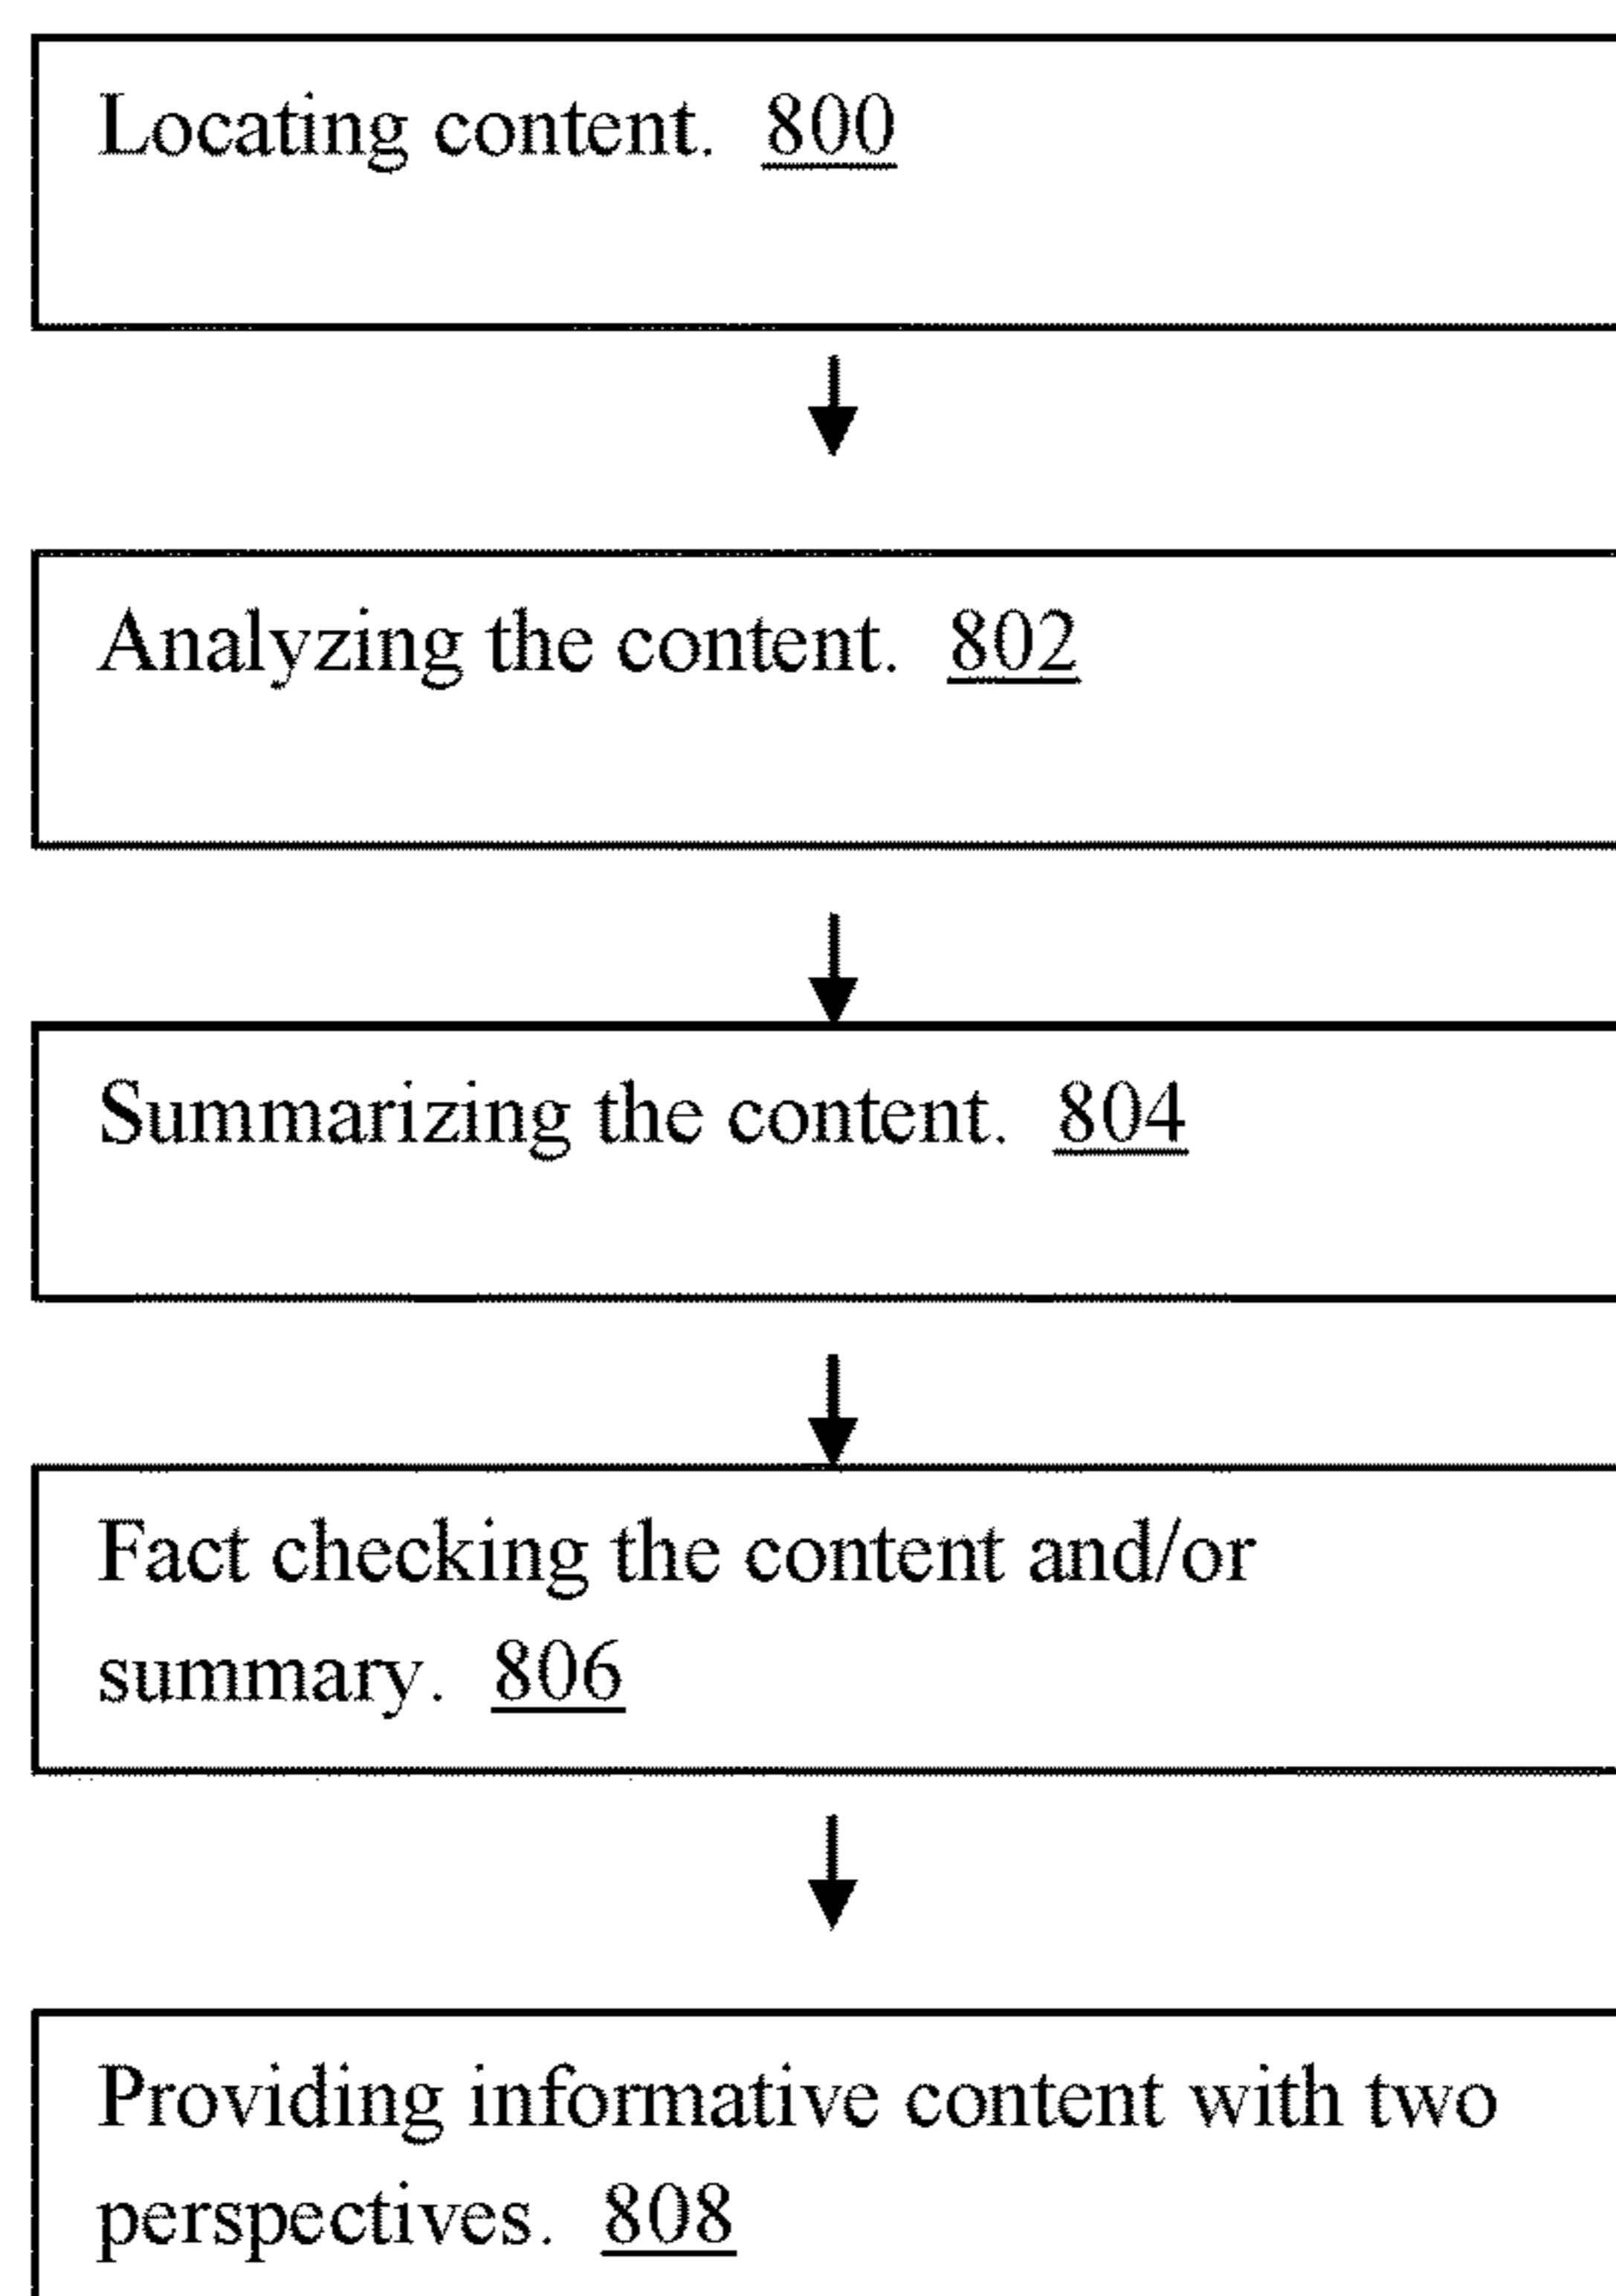 Locating content. 800
Analyzing the content. 802
Summarizing the content. 804
Fact checking the content and/or
summary. 806
Providing informative content with two
perspectives. 808